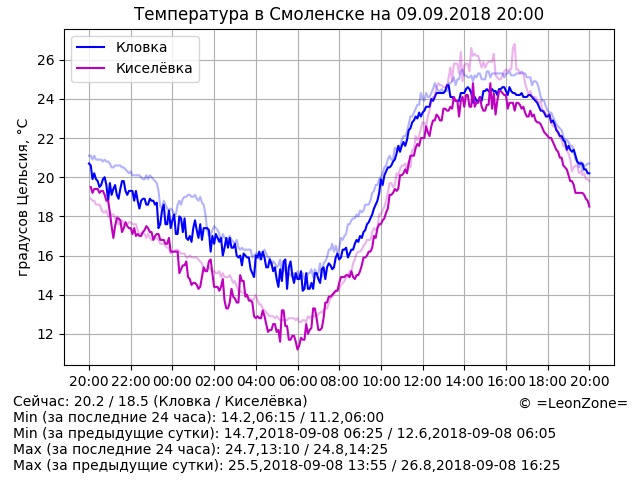 Температура в Смоленске на 09.09.2018 20:00
Кловка
Киселёвка
градусов Цельсия, °C
26
24
22
20
18
16
14
12
20:00 22:00 00:00 02:00 04:00 06:00 08:00 10:00 12:00 14:00 16:00 18:00 20:00
Сейчас: 20.2 / 18.5 (Кловка / Киселёвка)
© =LeonZone=
Min (за последние 24 часа): 14.2,06:15 / 11.2,06:00
Min (за предыдущие сутки): 14.7,2018-09-08 06:25 / 12.6,2018-09-08 06:05
Max (за последние 24 часа): 24.7,13:10 / 24.8,14:25
Max (за предыдущие сутки): 25.5,2018-09-08 13:55 / 26.8,2018-09-08 16:25